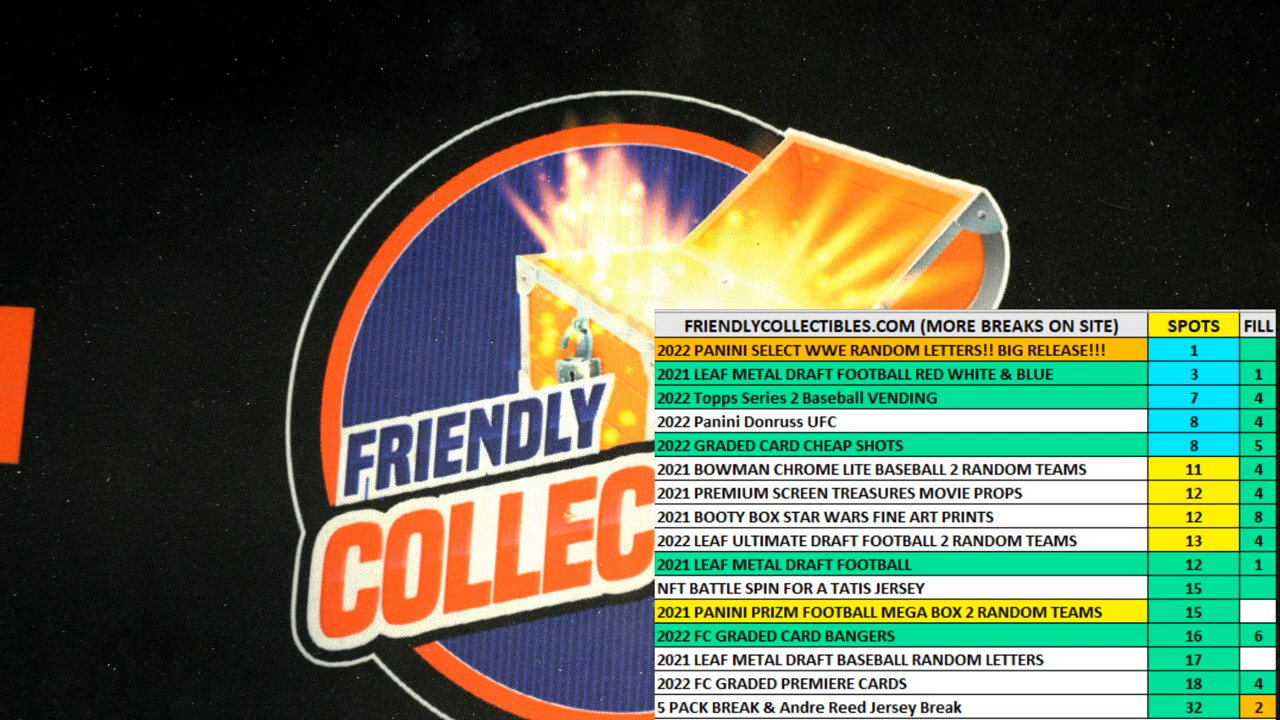 FRIENDLY
COLLEC
FRIENDLYCOLLECTIBLES.COM (MORE BREAKS ON SITE) SPOTS FILL
2022 PANINI SELECT WWE RANDOM LETTERS!! BIG RELEASE!!! 1
2021 LEAF METAL DRAFT FOOTBALL RED WHITE & BLUE 3 1
2022 Topps Series 2 Baseball VENDING 7 4
2022 Panini Donruss UFC 8 4
2022 GRADED CARD CHEAP SHOTS 8 5
2021 BOWMAN CHROME LITE BASEBALL 2 RANDOM TEAMS 11 4
2021 PREMIUM SCREEN TREASURES MOVIE PROPS 12 4
2021 BOOTY BOX STAR WARS FINE ART PRINTS 12 8
2022 LEAF ULTIMATE DRAFT FOOTBALL 2 RANDOM TEAMS 13 4
2021 LEAF METAL DRAFT FOOTBALL 12 1
NFT BATTLE SPIN FOR A TATIS JERSEY 15
2021 PANINI PRIZM FOOTBALL MEGA BOX 2 RANDOM TEAMS 15
2022 FC GRADED CARD BANGERS 16 6
2021 LEAF METAL DRAFT BASEBALL RANDOM LETTERS 17
2022 FC GRADED PREMIERE CARDS 18 4
5 PACK BREAK & Andre Reed Jersey Break 32 2